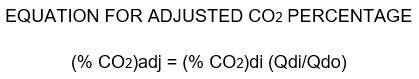 EQUATION FOR ADJUSTED CO2 PERCENTAGE
(% CO2)adj = (% CO2)di (Qdi/Qdo)